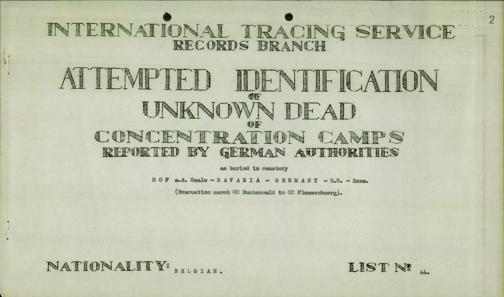 2
INTERNATIONAL TRACING SERVICE
RECORDS BRANCH
ATTEMPTED IDENTIFICATION
OF
UNKNOWN DEAD
OF
CONCENTRATION CAMPS
REPORTED BY GERMAN AUTHORITIES
as buried in cemetery
HOF a.d. Saale - BAVARIA - GERMANY - U.S. - Zone.
(Evacuation march CC Buchenwald to CC Flossenbuerg).
NATIONALITY: BELGIAN. LIST Nº 44.